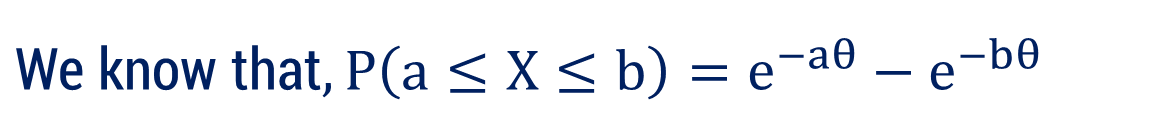 We know that, P(a ≤ X ≤ b) = e⁻ᵃᶿ − e⁻ᵇᶿ